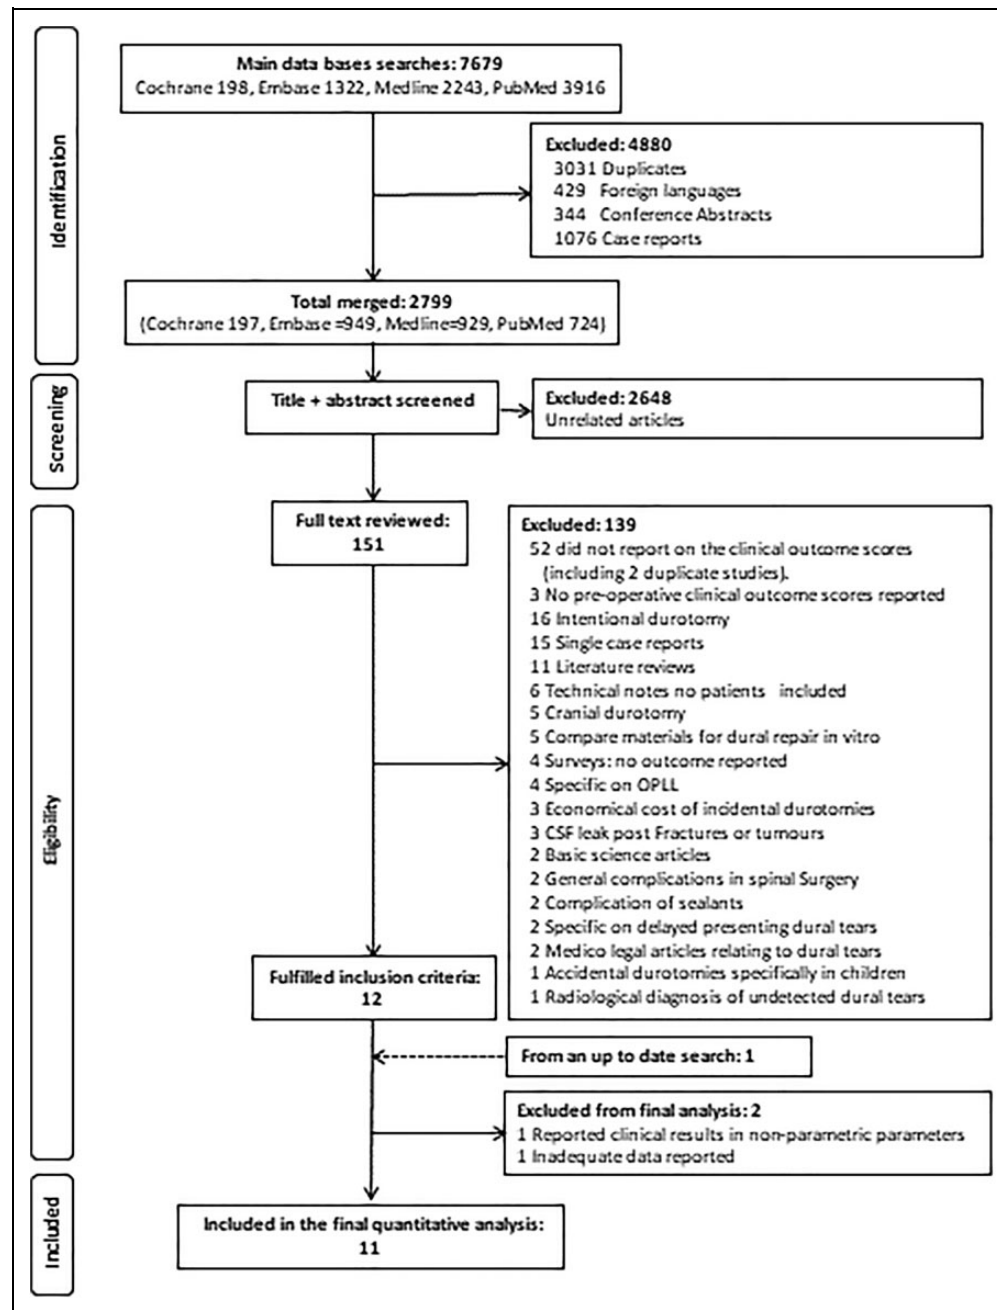 Identification
Main data bases searches: 7679
Cochrane 198, Embase 1322, Medline 2243, PubMed 3916
Excluded: 4880
3031 Duplicates
429 Foreign languages
344 Conference Abstracts
1076 Case reports
Total merged: 2799
(Cochrane 197, Embase =949, Medline=929, PubMed 724)
Screening
Title + abstract screened
Excluded: 2648
Unrelated articles
Eligibility
Full text reviewed:
151
Excluded: 139
52 did not report on the clinical outcome scores
(including 2 duplicate studies).
3 No pre-operative clinical outcome scores reported
16 Intentional durotomy
15 Single case reports
11 Literature reviews
6 Technical notes no patients included
5 Cranial durotomy
5 Compare materials for dural repair in vitro
4 Surveys: no outcome reported
4 Specific on OPLL
3 Economical cost of incidental durotomies
3 CSF leak post Fractures or tumours
2 Basic science articles
2 General complications in spinal Surgery
2 Complication of sealants
2 Specific on delayed presenting dural tears
2 Medico legal articles relating to dural tears
1 Accidental durotomies specifically in children
1 Radiological diagnosis of undetected dural tears
Fulfilled inclusion criteria:
12
From an up to date search: 1
Excluded from final analysis: 2
1 Reported clinical results in non-parametric parameters
1 Inadequate data reported
Included
Included in the final quantitative analysis:
11